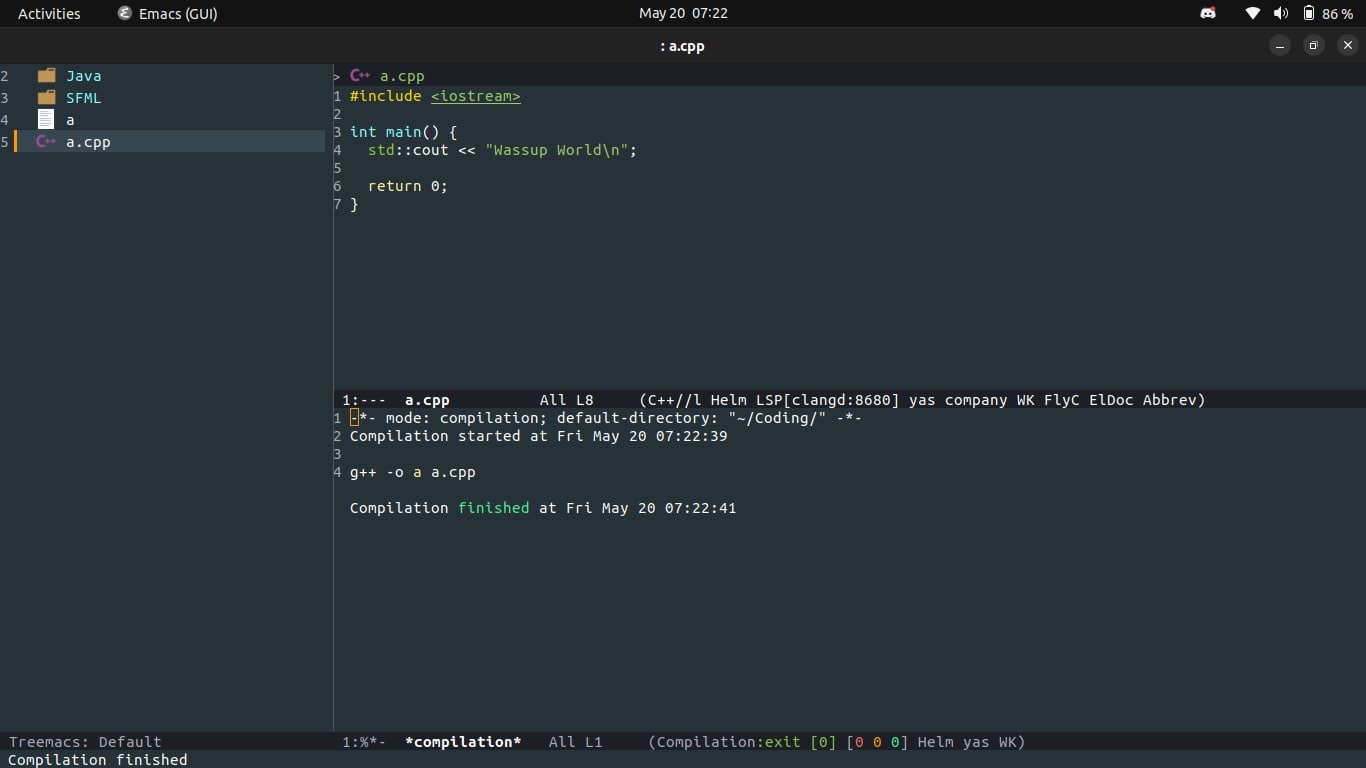 Activities Emacs (GUI) May 20 07:22 86 %
: a.cpp
2 Java
3 SFML
4 a
5 C++ a.cpp
> C++ a.cpp
1 #include <iostream>
2
3 int main() {
4 std::cout << "Wassup World\n";
5
6 return 0;
7 }
1:--- a.cpp All L8 (C++//l Helm LSP[clangd:8680] yas company WK FlyC ElDoc Abbrev)
1 -*- mode: compilation; default-directory: "~/Coding/" -*-
2 Compilation started at Fri May 20 07:22:39
3
4 g++ -o a a.cpp
Compilation finished at Fri May 20 07:22:41
Treemacs: Default
1:%*- *compilation* All L1 (Compilation:exit [0] [0 0 0] Helm yas WK)
Compilation finished